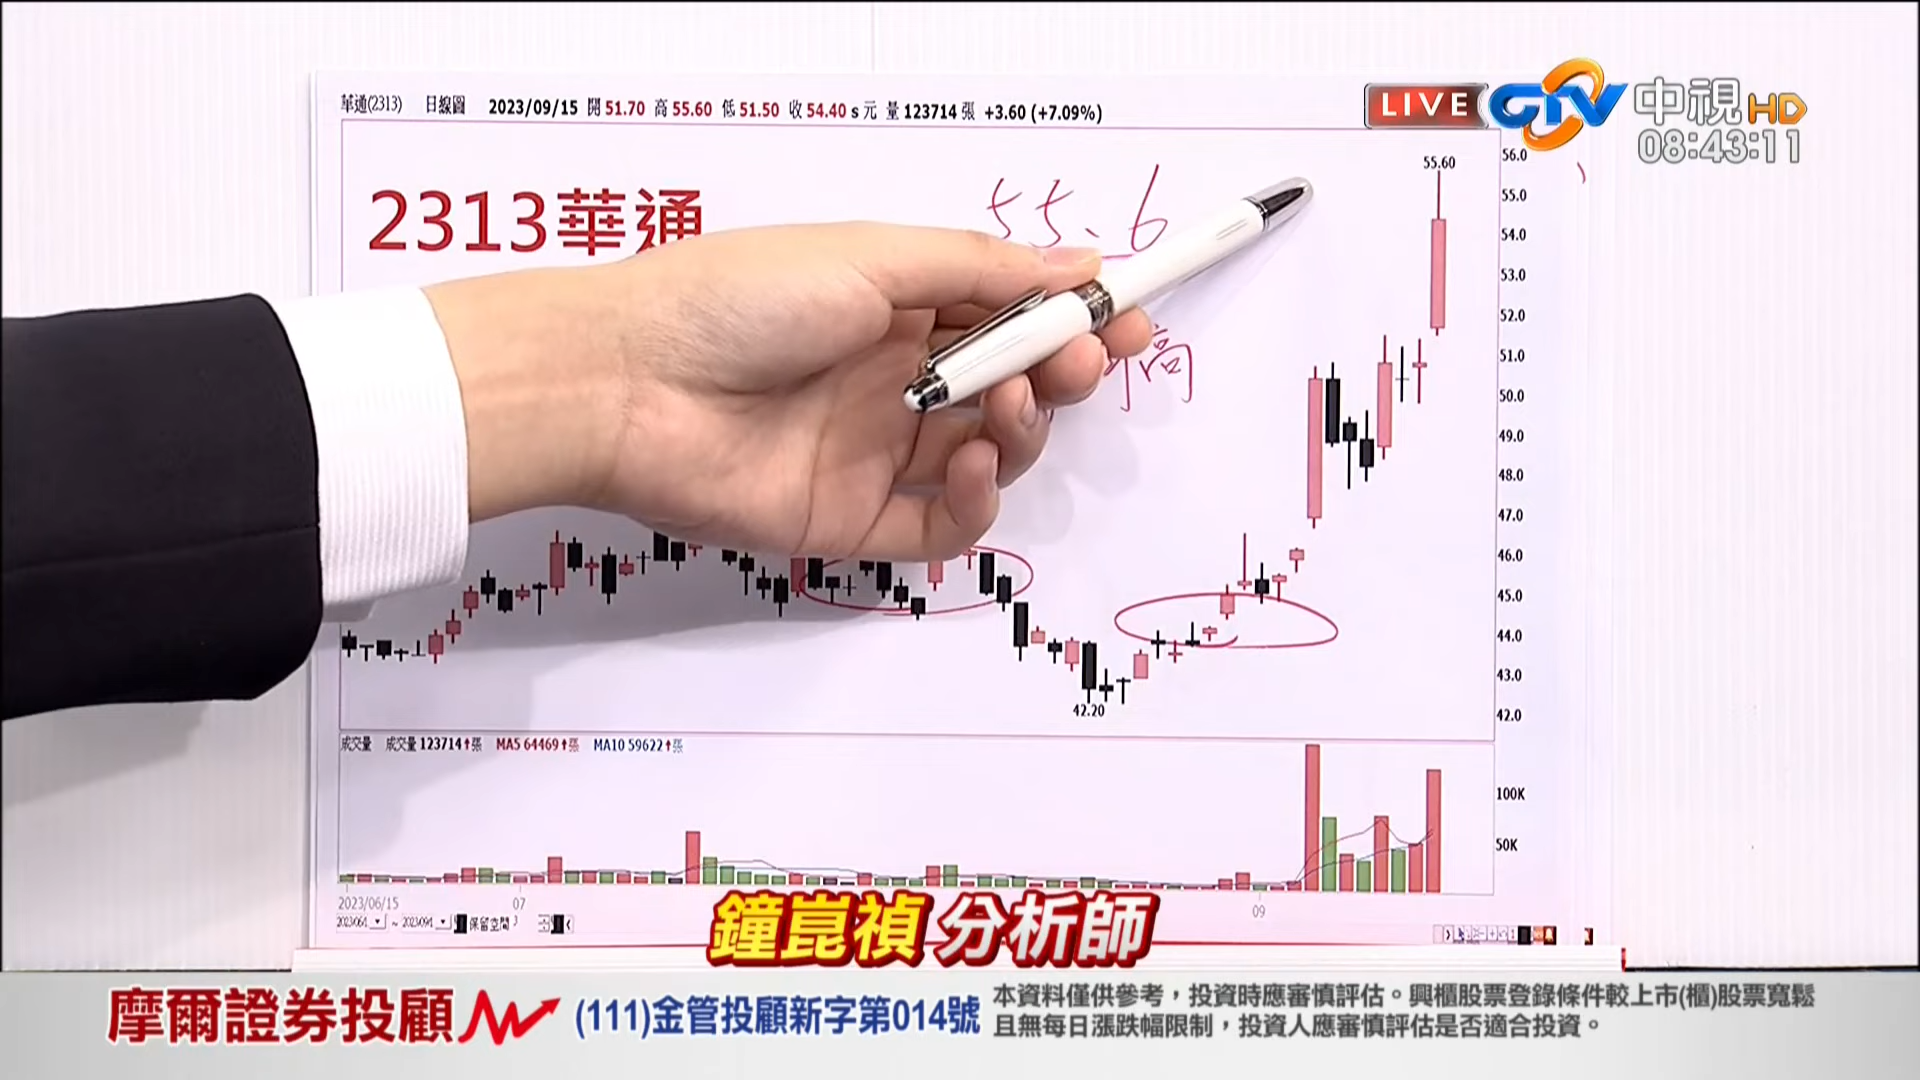 華通(2313) 日線圖 2023/09/15 開 51.70 高 55.60 低 51.50 收 54.40 s 元 量 123714 張 +3.60 (+7.09%)
LIVE CTV 中視HD
08:43:11
2313華通
55.6
高
55.60
56.0
55.0
54.0
53.0
52.0
51.0
50.0
49.0
48.0
47.0
46.0
45.0
44.0
43.0
42.0
42.20
成交量 成交量 123714↑張 MA5 64469↑張 MA10 59622↑張
100K
50K
2023/06/15 07 09
保留空間
鐘崑禎 分析師
摩爾證券投顧 (111)金管投顧新字第014號
本資料僅供參考，投資時應審慎評估。興櫃股票登錄條件較上市(櫃)股票寬鬆
且無每日漲跌幅限制，投資人應審慎評估是否適合投資。